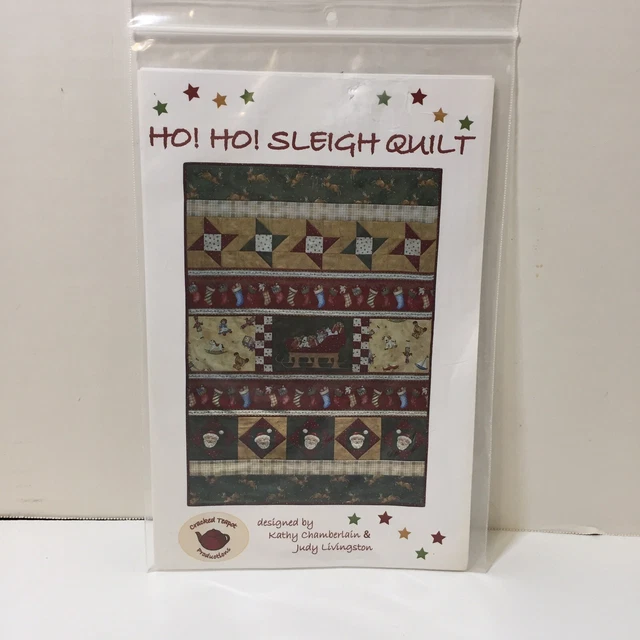 HO! HO! SLEIGH QUILT
Cracked Teapot
Productions
designed by
Kathy Chamberlain &
Judy Livingston